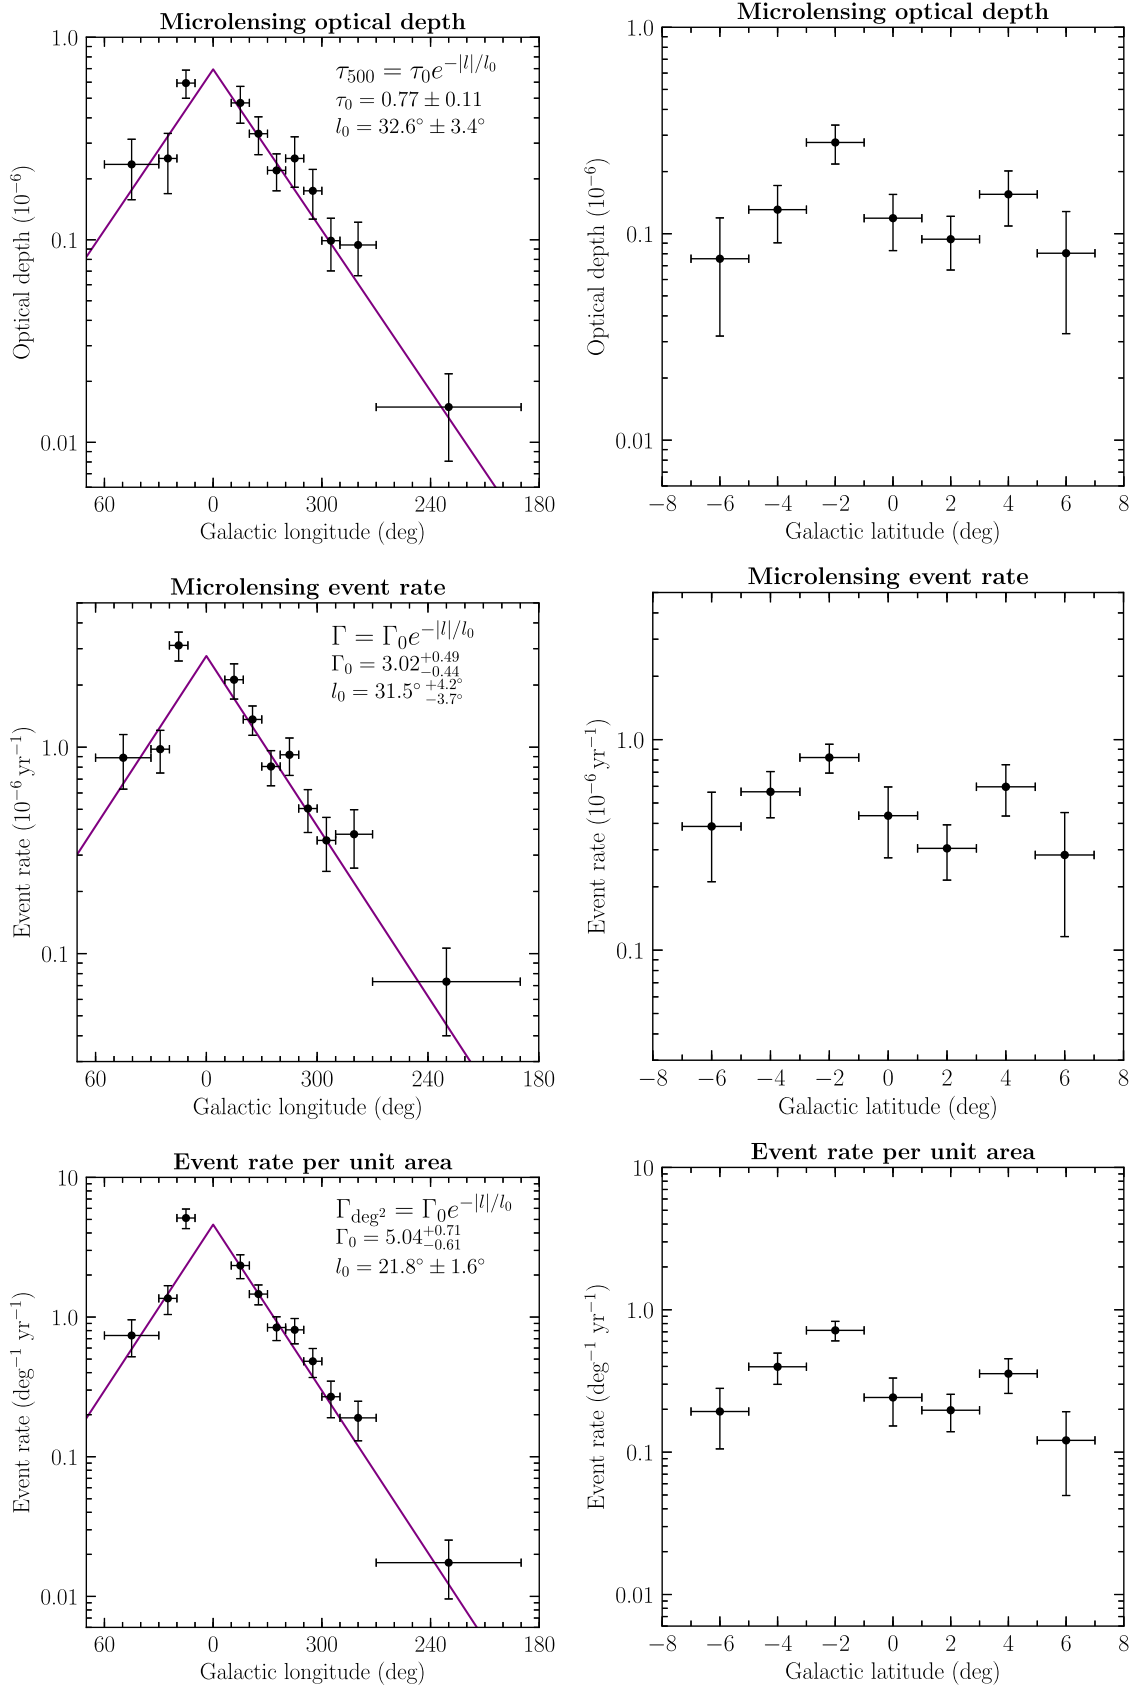 Microlensing optical depth
τ₅₀₀ = τ₀e^{−|l|/l₀}
τ₀ = 0.77 ± 0.11
l₀ = 32.6° ± 3.4°
1.0
0.1
0.01
Optical depth (10⁻⁶)
60 0 300 240 180
Galactic longitude (deg)
Microlensing optical depth
1.0
0.1
0.01
Optical depth (10⁻⁶)
−8 −6 −4 −2 0 2 4 6 8
Galactic latitude (deg)
Microlensing event rate
Γ = Γ₀e^{−|l|/l₀}
Γ₀ = 3.02^{+0.49}_{−0.44}
l₀ = 31.5°^{+4.2°}_{−3.7°}
1.0
0.1
Event rate (10⁻⁶ yr⁻¹)
60 0 300 240 180
Galactic longitude (deg)
Microlensing event rate
1.0
0.1
Event rate (10⁻⁶ yr⁻¹)
−8 −6 −4 −2 0 2 4 6 8
Galactic latitude (deg)
Event rate per unit area
Γ_{deg²} = Γ₀e^{−|l|/l₀}
Γ₀ = 5.04^{+0.71}_{−0.61}
l₀ = 21.8° ± 1.6°
10
1.0
0.1
0.01
Event rate (deg⁻¹ yr⁻¹)
60 0 300 240 180
Galactic longitude (deg)
Event rate per unit area
10
1.0
0.1
0.01
Event rate (deg⁻¹ yr⁻¹)
−8 −6 −4 −2 0 2 4 6 8
Galactic latitude (deg)